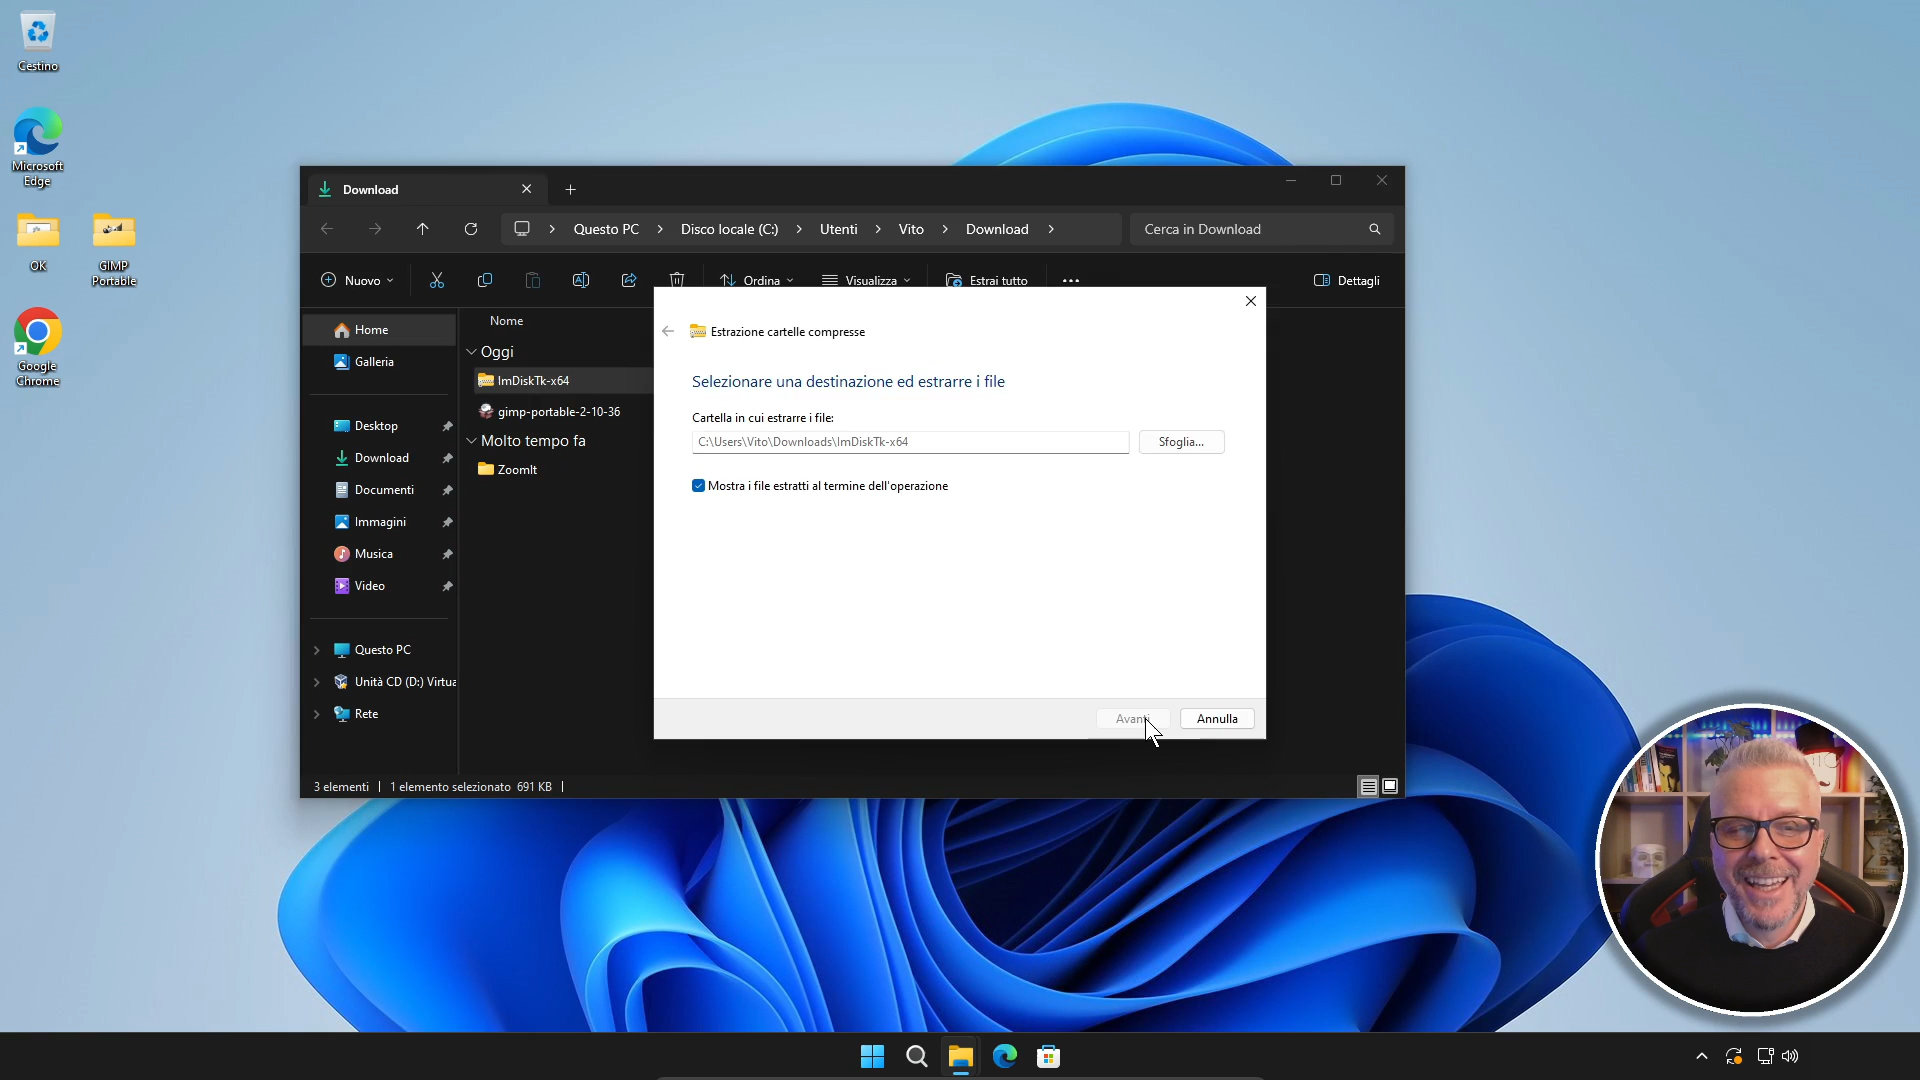 Cestino
Microsoft
Edge
OK
GIMP
Portable
Google
Chrome
Download
Questo PC > Disco locale (C:) > Utenti > Vito > Download >
Cerca in Download
Nuovo
Ordina
Visualizza
Estrai tutto
Dettagli
Home
Galleria
Desktop
Download
Documenti
Immagini
Musica
Video
Questo PC
Unità CD (D:) Virtua
Rete
Nome
Oggi
ImDiskTk-x64
gimp-portable-2-10-36
Molto tempo fa
ZoomIt
Estrazione cartelle compresse
Selezionare una destinazione ed estrarre i file
Cartella in cui estrarre i file:
C:\Users\Vito\Downloads\ImDiskTk-x64
Sfoglia...
Mostra i file estratti al termine dell'operazione
Avanti
Annulla
3 elementi | 1 elemento selezionato 691 KB |